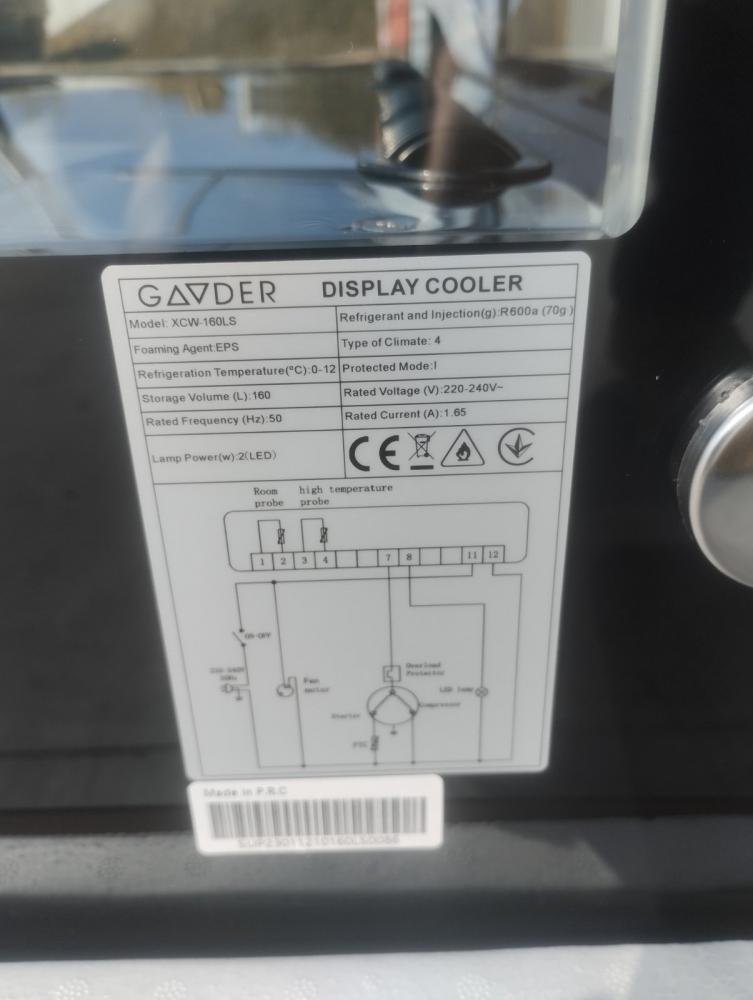 GAVDER DISPLAY COOLER
Model: XCW-160LS
Refrigerant and Injection(g):R600a (70g)
Foaming Agent:EPS
Type of Climate: 4
Refrigeration Temperature(ºC):0-12
Protected Mode:I
Storage Volume (L):160
Rated Voltage (V):220-240V~
Rated Frequency (Hz):50
Rated Current (A):1.65
Lamp Power(w):2(LED)
CE
Room probe
high temperature probe
1 2 3 4 7 8 11 12
ON-OFF
Fan motor
Overload Protector
LED lamp
Starter
Compressor
PTC
Made in P.R.C